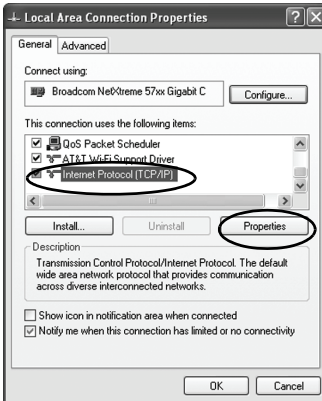 Local Area Connection Properties
General Advanced
Connect using:
Broadcom NetXtreme 57xx Gigabit C Configure...
This connection uses the following items:
QoS Packet Scheduler
AT&T Wi-Fi Support Driver
Internet Protocol (TCP/IP)
Install... Uninstall Properties
Description
Transmission Control Protocol/Internet Protocol. The default
wide area network protocol that provides communication
across diverse interconnected networks.
Show icon in notification area when connected
Notify me when this connection has limited or no connectivity
OK Cancel